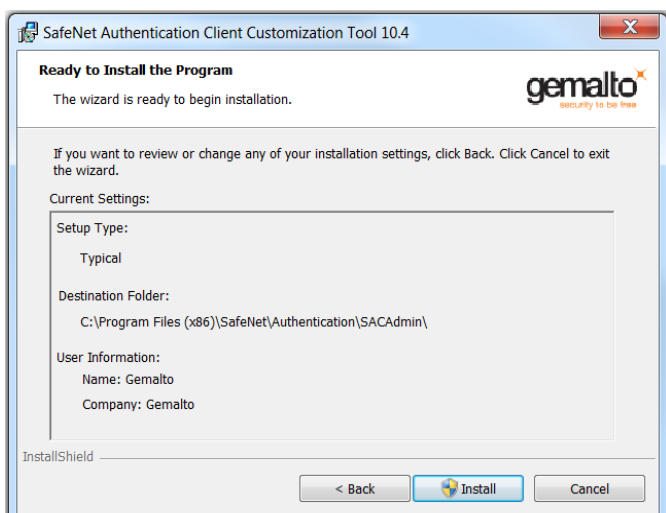 SafeNet Authentication Client Customization Tool 10.4
X
Ready to Install the Program
The wizard is ready to begin installation.
gemalto
security to be free
If you want to review or change any of your installation settings, click Back. Click Cancel to exit
the wizard.
Current Settings:
Setup Type:
Typical
Destination Folder:
C:\Program Files (x86)\SafeNet\Authentication\SACAdmin\
User Information:
Name: Gemalto
Company: Gemalto
InstallShield
< Back
Install
Cancel